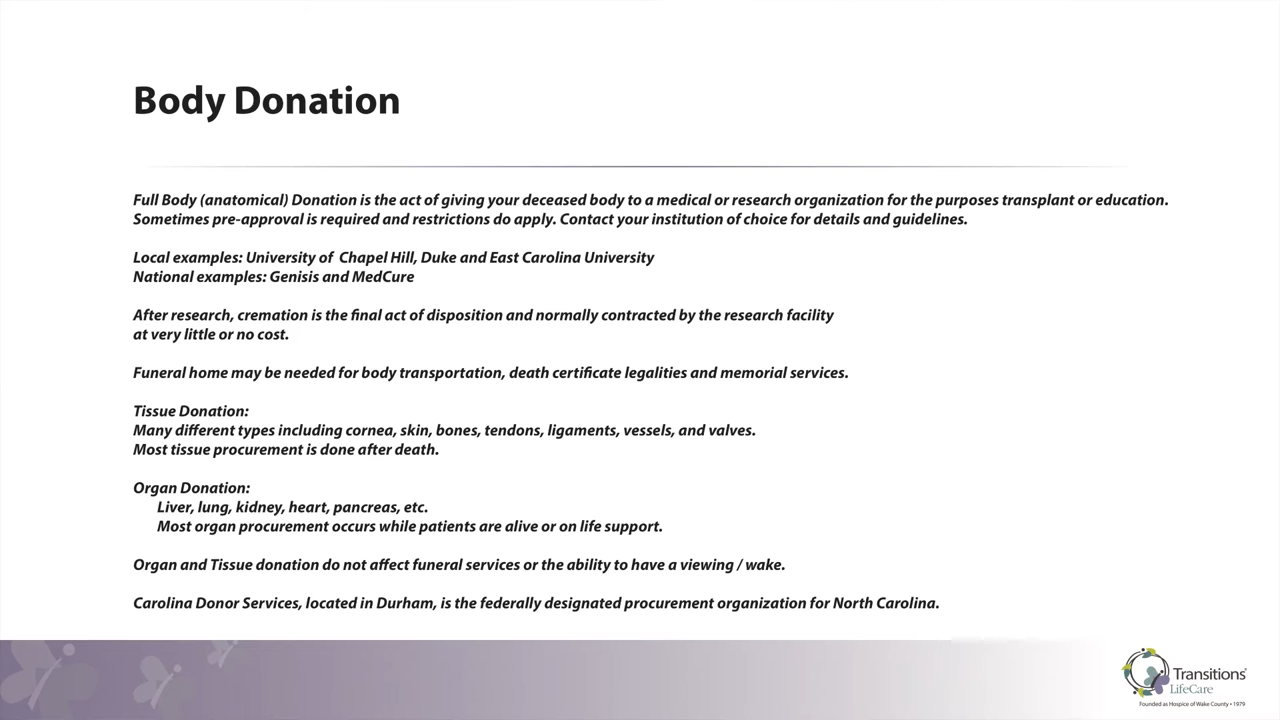 Body Donation
Full Body (anatomical) Donation is the act of giving your deceased body to a medical or research organization for the purposes transplant or education.
Sometimes pre-approval is required and restrictions do apply. Contact your institution of choice for details and guidelines.
Local examples: University of  Chapel Hill, Duke and East Carolina University
National examples: Genisis and MedCure
After research, cremation is the final act of disposition and normally contracted by the research facility
at very little or no cost.
Funeral home may be needed for body transportation, death certificate legalities and memorial services.
Tissue Donation:
Many different types including cornea, skin, bones, tendons, ligaments, vessels, and valves.
Most tissue procurement is done after death.
Organ Donation:
Liver, lung, kidney, heart, pancreas, etc.
Most organ procurement occurs while patients are alive or on life support.
Organ and Tissue donation do not affect funeral services or the ability to have a viewing / wake.
Carolina Donor Services, located in Durham, is the federally designated procurement organization for North Carolina.
Transitions®
LifeCare
Founded as Hospice of Wake County • 1979